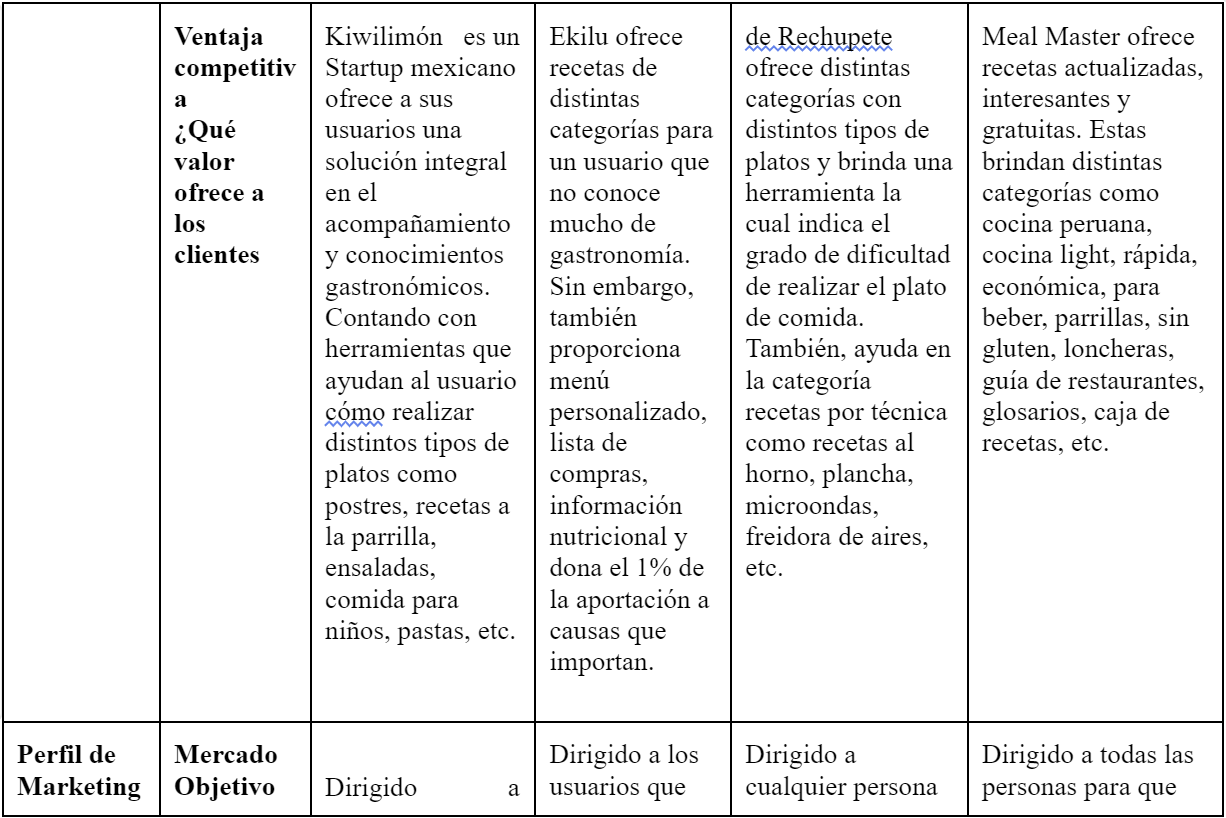 Ventaja
competitiv
a
¿Qué
valor
ofrece a
los
clientes
Kiwilimón es un
Startup mexicano
ofrece a sus
usuarios una
solución integral
en el
acompañamiento
y conocimientos
gastronómicos.
Contando con
herramientas que
ayudan al usuario
cómo realizar
distintos tipos de
platos como
postres, recetas a
la parrilla,
ensaladas,
comida para
niños, pastas, etc.
Ekilu ofrece
recetas de
distintas
categorías para
un usuario que
no conoce
mucho de
gastronomía.
Sin embargo,
también
proporciona
menú
personalizado,
lista de
compras,
información
nutricional y
dona el 1% de
la aportación a
causas que
importan.
de Rechupete
ofrece distintas
categorías con
distintos tipos de
platos y brinda una
herramienta la
cual indica el
grado de dificultad
de realizar el plato
de comida.
También, ayuda en
la categoría
recetas por técnica
como recetas al
horno, plancha,
microondas,
freidora de aires,
etc.
Meal Master ofrece
recetas actualizadas,
interesantes y
gratuitas. Estas
brindan distintas
categorías como
cocina peruana,
cocina light, rápida,
económica, para
beber, parrillas, sin
gluten, loncheras,
guía de restaurantes,
glosarios, caja de
recetas, etc.
Perfil de
Marketing
Mercado
Objetivo
Dirigido a
Dirigido a los
usuarios que
Dirigido a
cualquier persona
Dirigido a todas las
personas para que